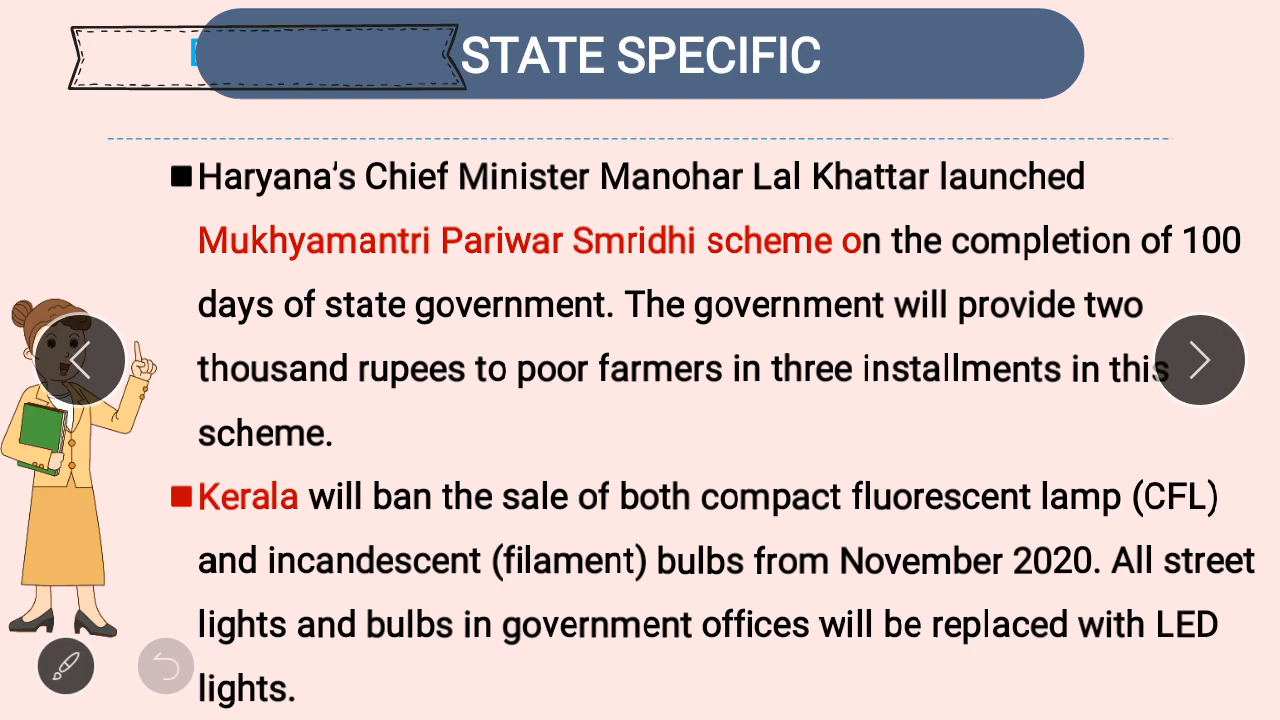 STATE SPECIFIC
Haryana's Chief Minister Manohar Lal Khattar launched
Mukhyamantri Pariwar Smridhi scheme on the completion of 100
days of state government. The government will provide two
thousand rupees to poor farmers in three installments in this
scheme.
Kerala will ban the sale of both compact fluorescent lamp (CFL)
and incandescent (filament) bulbs from November 2020. All street
lights and bulbs in government offices will be replaced with LED
lights.